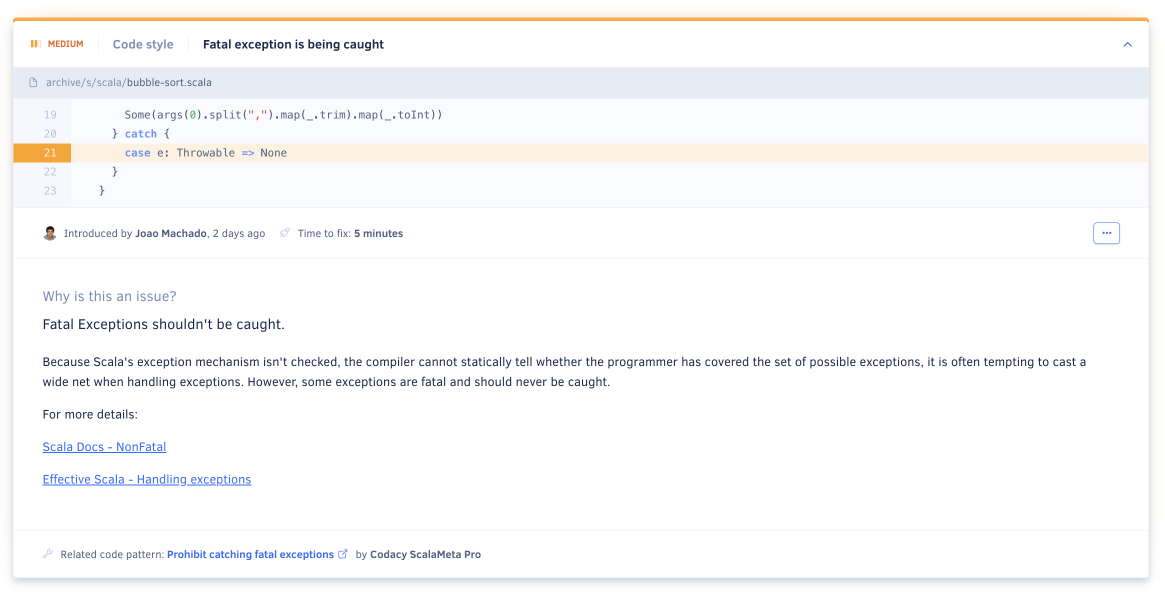 MEDIUM Code style Fatal exception is being caught
archive/s/scala/bubble-sort.scala
19 Some(args(0).split(",").map(_.trim).map(_.toInt))
20 } catch {
21 case e: Throwable => None
22 }
23 }
Introduced by Joao Machado, 2 days ago Time to fix: 5 minutes
Why is this an issue?
Fatal Exceptions shouldn't be caught.
Because Scala's exception mechanism isn't checked, the compiler cannot statically tell whether the programmer has covered the set of possible exceptions, it is often tempting to cast a
wide net when handling exceptions. However, some exceptions are fatal and should never be caught.
For more details:
Scala Docs - NonFatal
Effective Scala - Handling exceptions
Related code pattern: Prohibit catching fatal exceptions by Codacy ScalaMeta Pro